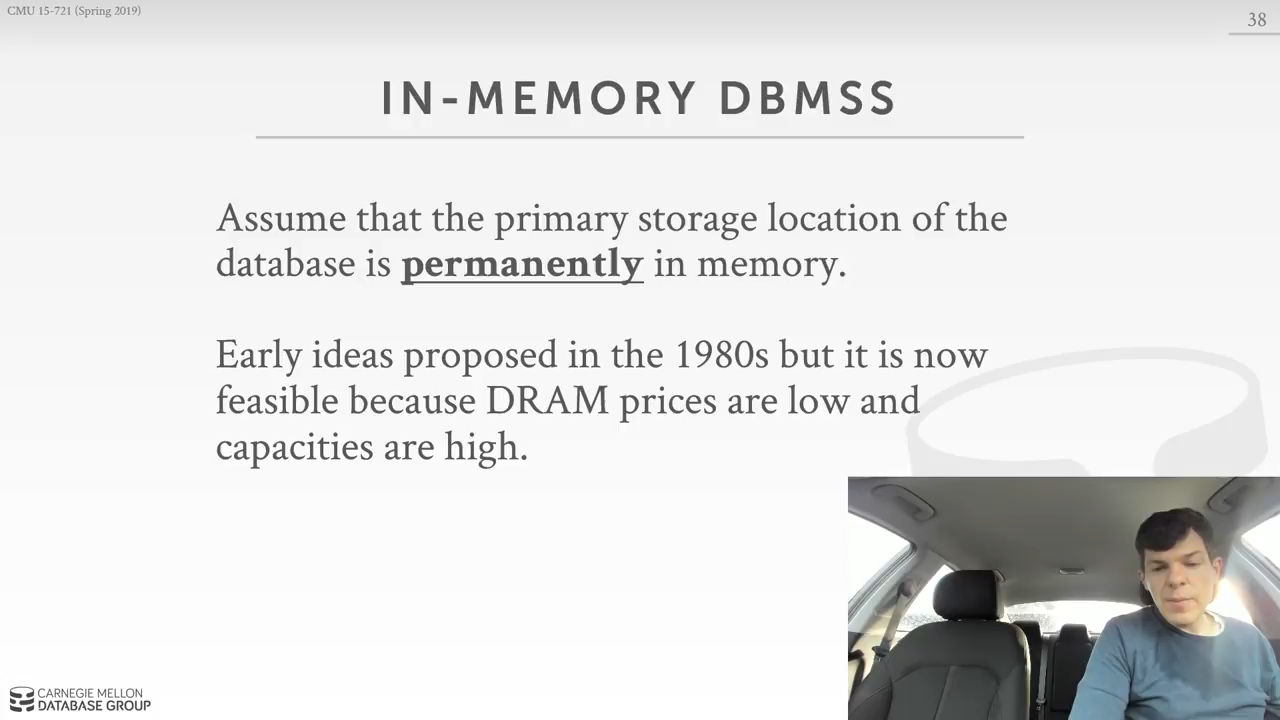 CMU 15-721 (Spring 2019)
38
IN-MEMORY DBMSS
Assume that the primary storage location of the
database is permanently in memory.
Early ideas proposed in the 1980s but it is now
feasible because DRAM prices are low and
capacities are high.
CARNEGIE MELLON
DATABASE GROUP